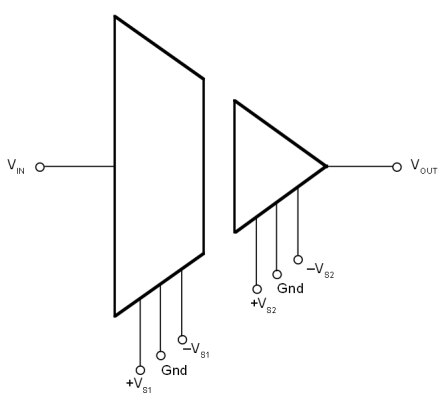 V_IN
V_OUT
–V_S2
Gnd
+V_S2
–V_S1
Gnd
+V_S1